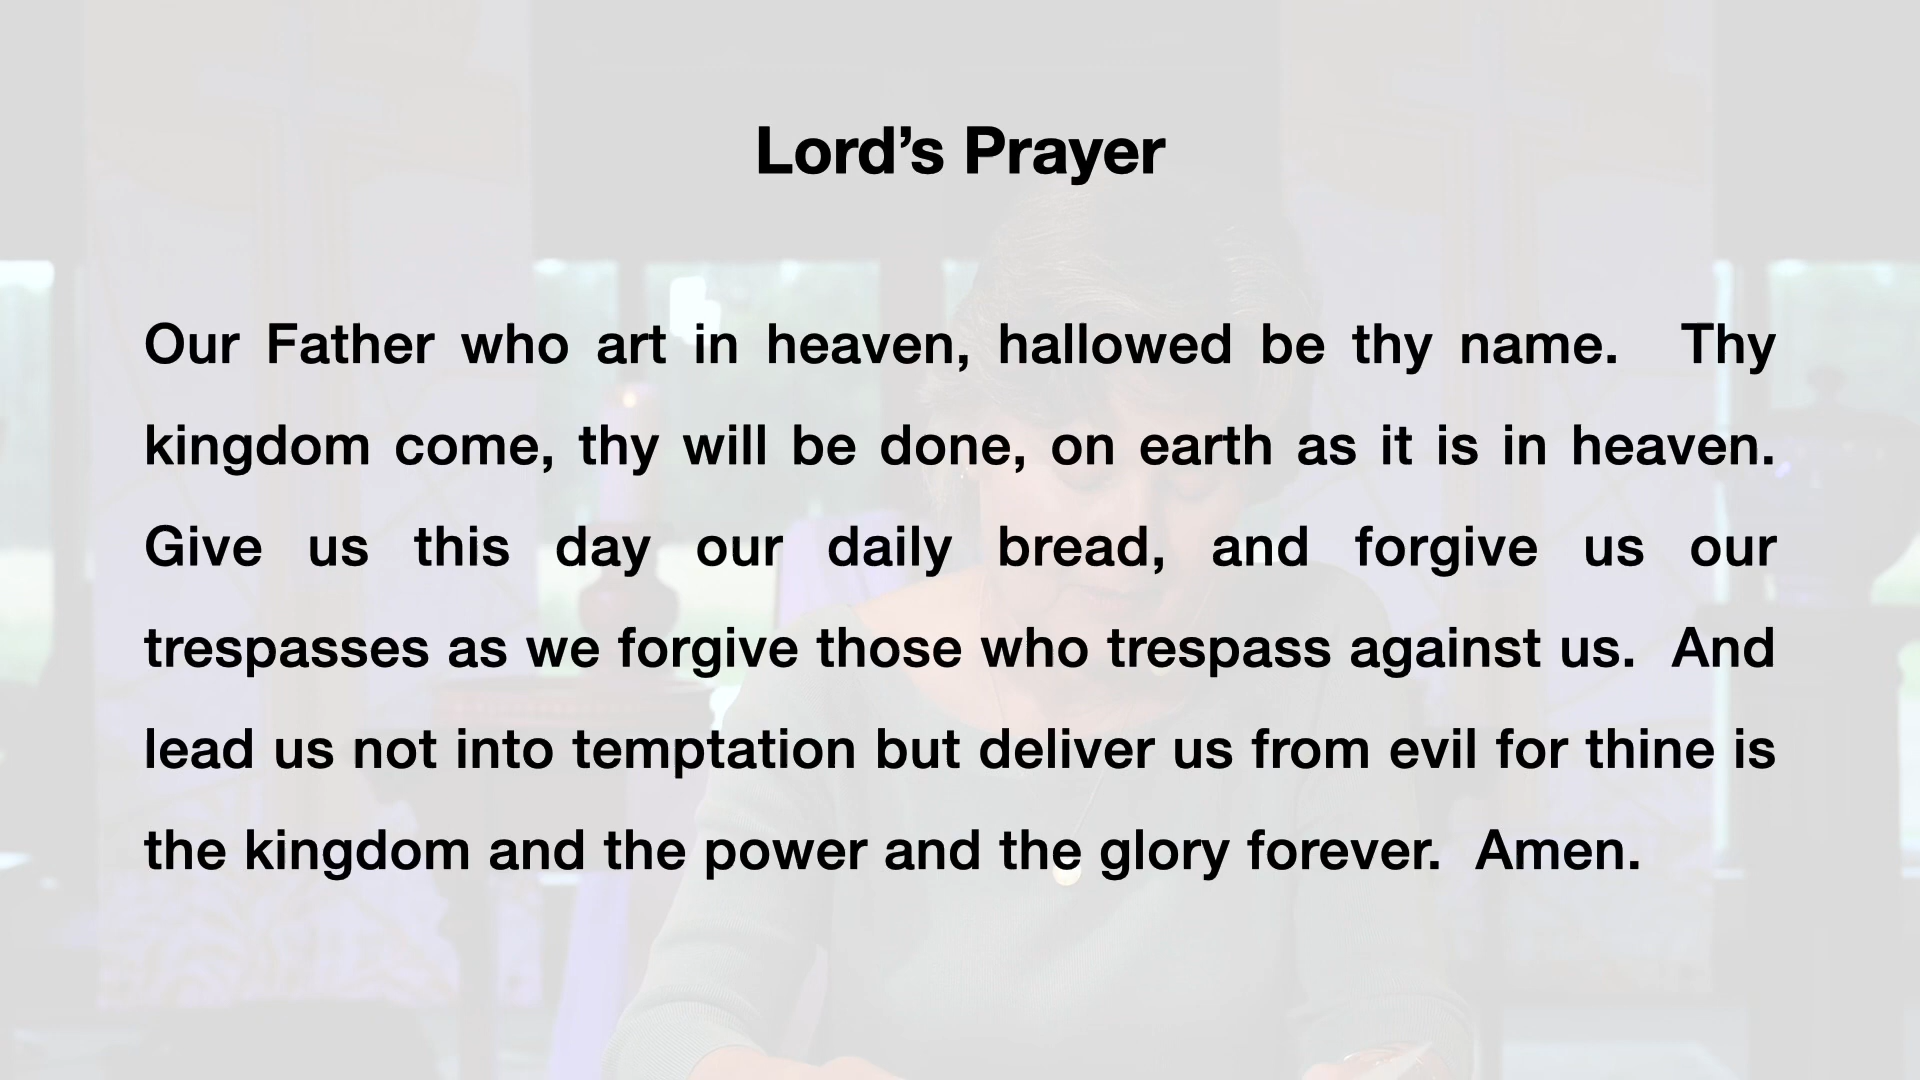 Lord’s Prayer
Our Father who art in heaven, hallowed be thy name. Thy
kingdom come, thy will be done, on earth as it is in heaven.
Give us this day our daily bread, and forgive us our
trespasses as we forgive those who trespass against us. And
lead us not into temptation but deliver us from evil for thine is
the kingdom and the power and the glory forever. Amen.